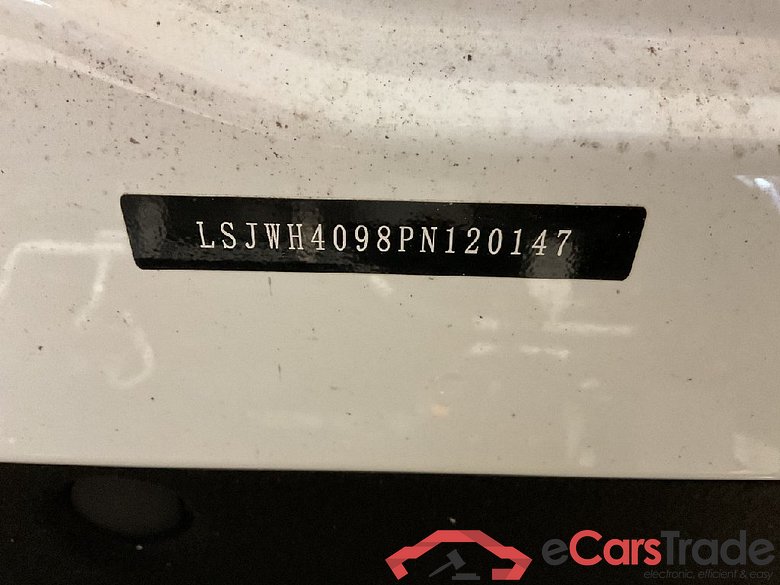 LSJWH4098PN120147
eCarsTrade
electronic, efficient & easy